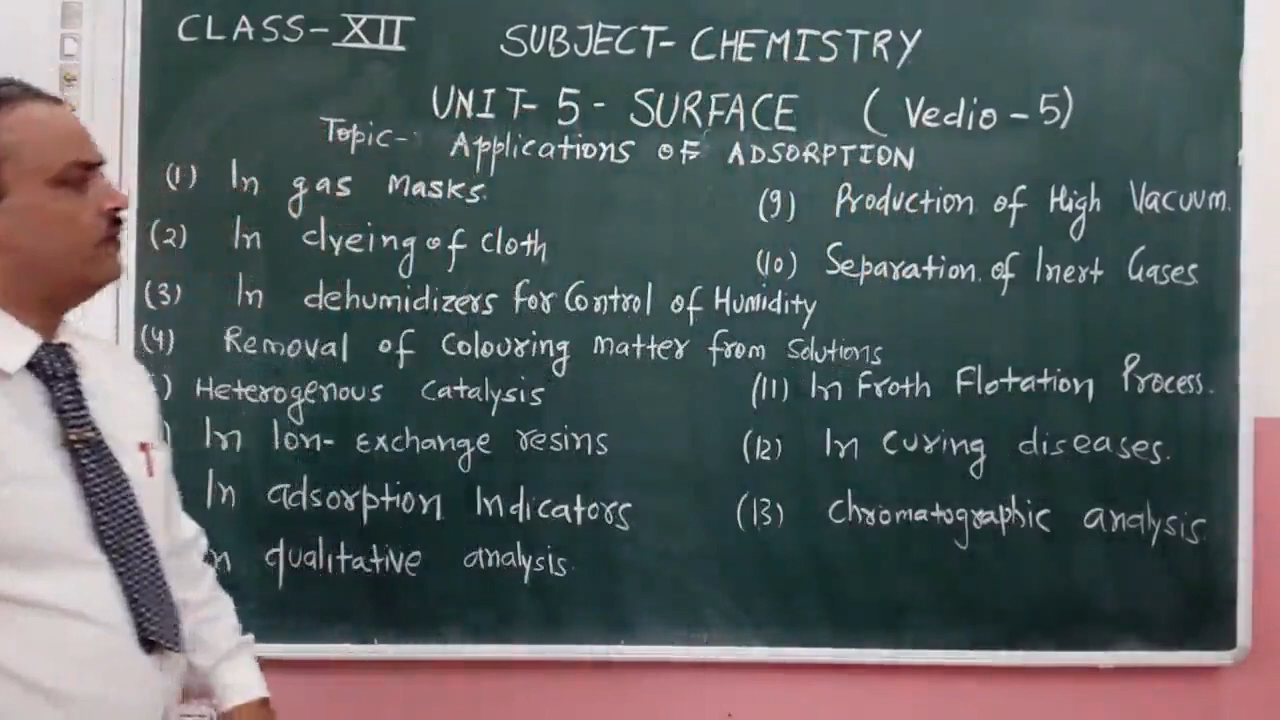 CLASS-XII
SUBJECT- CHEMISTRY
UNIT- 5 - SURFACE (Vedio - 5)
Topic- Applications OF ADSORPTION
(1) In gas Masks.
(2) In dyeing of cloth
(3) In dehumidizers for Control of Humidity
(4) Removal of Colouring matter from Solutions
) Heterogenous Catalysis
) In Ion- exchange resins
In adsorption Indicators
In qualitative analysis.
(9) Production of High Vacuum.
(10) Separation of Inert Gases
(11) In Froth Flotation Process.
(12) In Curing diseases.
(13) Chromatographic analysis.